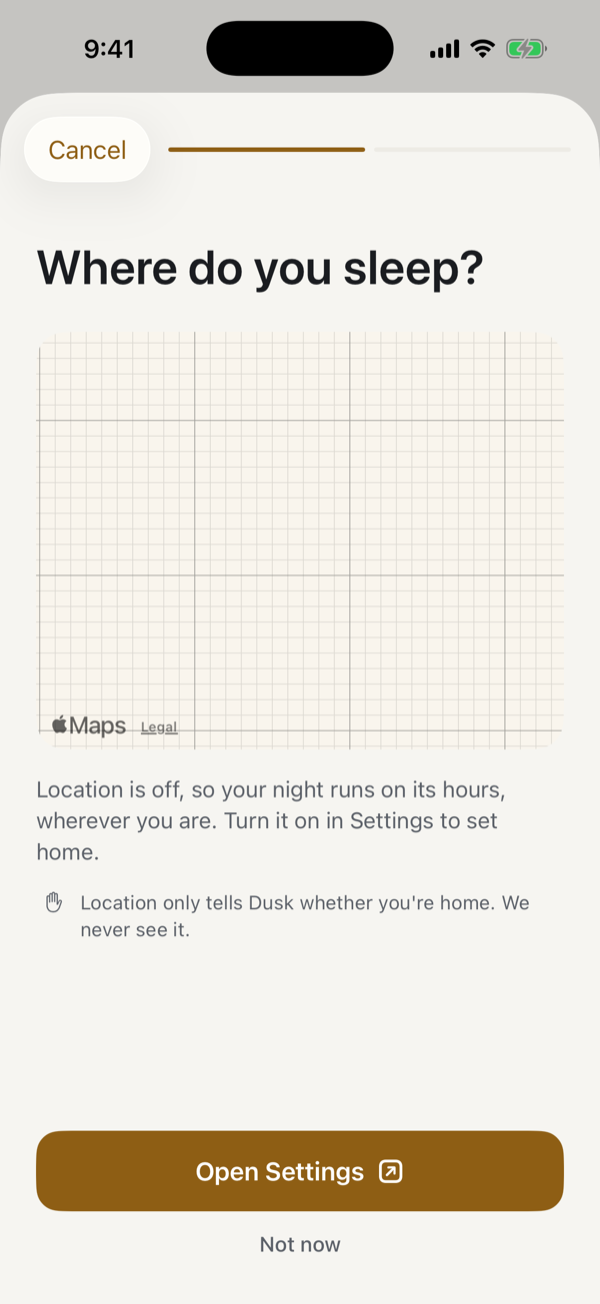 9:41
Cancel
Where do you sleep?
Maps Legal
Location is off, so your night runs on its hours,
wherever you are. Turn it on in Settings to set
home.
Location only tells Dusk whether you're home. We
never see it.
Open Settings
Not now